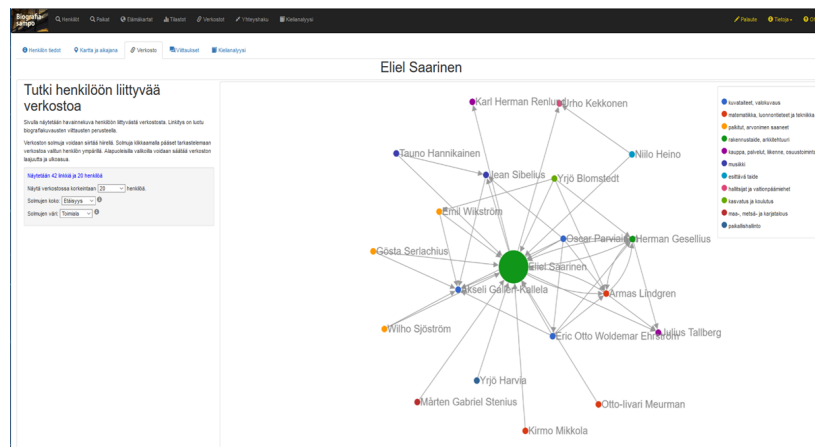 Biografia-
sampo
Henkilöt
Paikat
Elämäkartat
Tilastot
Verkostot
Yhteyshaku
Kielianalyysi
Palaute
Tietoja
Henkilön tiedot
Kartta ja aikajana
Verkosto
Viittaukset
Kielianalyysi
Eliel Saarinen
Tutki henkilöön liittyvää
verkostoa
Sivulla näytetään havainnekuva henkilön liittyvästä verkostosta. Linkitys on luotu
biografiakuvausten viittausten perusteella.
Verkoston solmuja voidaan siirtää hiirellä. Solmuja klikkaamalla pääset tarkastelemaan
verkostoa valitun henkilön ympärillä. Alapuolelta valikoilla voidaan säätää verkoston
laajuutta ja ulkoasua.
Näytetään 42 linkkiä ja 20 henkilöä.
Näytä verkostossa korkeintaan 20 henkilöä.
Solmujen koko: Etäisyys
Solmujen väri: Toimiala
Karl Herman Renlund
Urho Kekkonen
Tauno Hannikainen
Niilo Heino
Jean Sibelius
Yrjö Blomstedt
Emil Wikström
Oscar Parviainen
Herman Gesellius
Gösta Serlachius
Eliel Saarinen
Akseli Gallen-Kallela
Armas Lindgren
Wilho Sjöström
Eric Otto Woldemar Ehrström
Julius Tallberg
Yrjö Harvia
Mårten Gabriel Stenius
Otto-Iivari Meurman
Kirmo Mikkola
kuvataiteet, valokuvaus
matematiikka, luonnontieteet ja tekniikka
palkitut, arvonimen saaneet
rakennustaide, arkkitehtuuri
kauppa, palvelut, liikenne, osuustoiminta
musiikki
esittävä taide
hallitsijat ja valtionpäämiehet
kasvatus ja koulutus
maa-, metsä- ja karjatalous
paikallishallinto